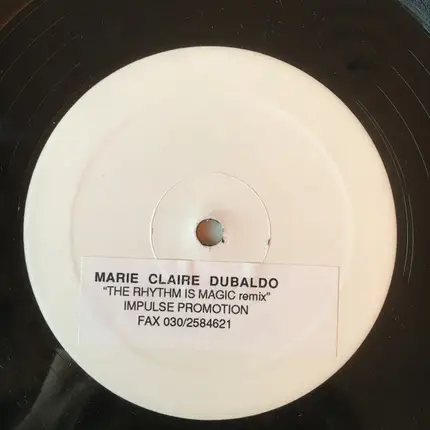 MARIE CLAIRE DUBALDO
"THE RHYTHM IS MAGIC remix"
IMPULSE PROMOTION
FAX 030/2584621